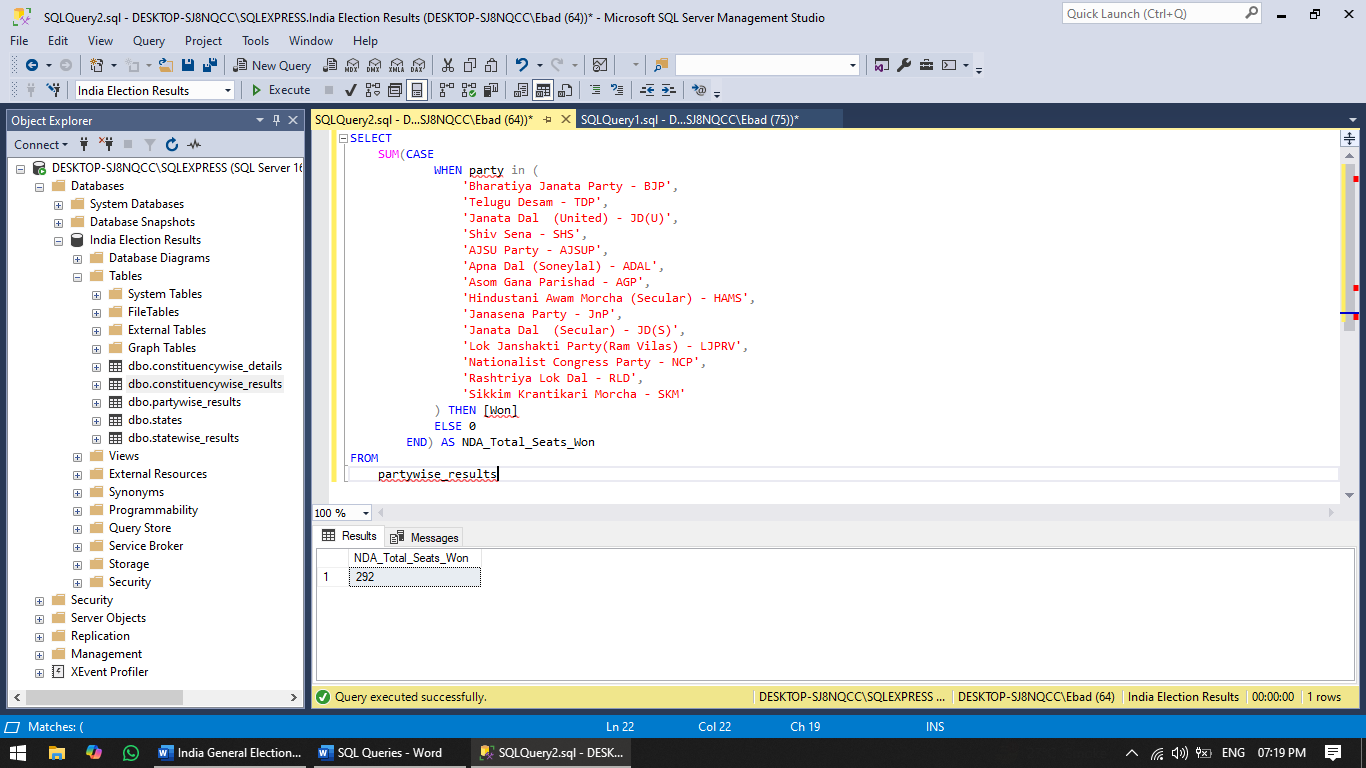 SQLQuery2.sql - DESKTOP-SJ8NQCC\SQLEXPRESS.India Election Results (DESKTOP-SJ8NQCC\Ebad (64))* - Microsoft SQL Server Management Studio
Quick Launch (Ctrl+Q)
File Edit View Query Project Tools Window Help
New Query MDX DMX XMLA DAX
India Election Results Execute
Object Explorer
Connect
DESKTOP-SJ8NQCC\SQLEXPRESS (SQL Server 16
Databases
System Databases
Database Snapshots
India Election Results
Database Diagrams
Tables
System Tables
FileTables
External Tables
Graph Tables
dbo.constituencywise_details
dbo.constituencywise_results
dbo.partywise_results
dbo.states
dbo.statewise_results
Views
External Resources
Synonyms
Programmability
Query Store
Service Broker
Storage
Security
Security
Server Objects
Replication
Management
XEvent Profiler
SQLQuery2.sql - D...SJ8NQCC\Ebad (64))* SQLQuery1.sql - D...SJ8NQCC\Ebad (75))*
SELECT
SUM(CASE
WHEN party in (
'Bharatiya Janata Party - BJP',
'Telugu Desam - TDP',
'Janata Dal  (United) - JD(U)',
'Shiv Sena - SHS',
'AJSU Party - AJSUP',
'Apna Dal (Soneylal) - ADAL',
'Asom Gana Parishad - AGP',
'Hindustani Awam Morcha (Secular) - HAMS',
'Janasena Party - JnP',
'Janata Dal  (Secular) - JD(S)',
'Lok Janshakti Party(Ram Vilas) - LJPRV',
'Nationalist Congress Party - NCP',
'Rashtriya Lok Dal - RLD',
'Sikkim Krantikari Morcha - SKM'
) THEN [Won]
ELSE 0
END) AS NDA_Total_Seats_Won
FROM
partywise_results
100 %
Results Messages
NDA_Total_Seats_Won
1 292
Query executed successfully. DESKTOP-SJ8NQCC\SQLEXPRESS ... DESKTOP-SJ8NQCC\Ebad (64) India Election Results 00:00:00 1 rows
Matches: ( Ln 22 Col 22 Ch 19 INS
India General Election... SQL Queries - Word SQLQuery2.sql - DESK... ENG 07:19 PM